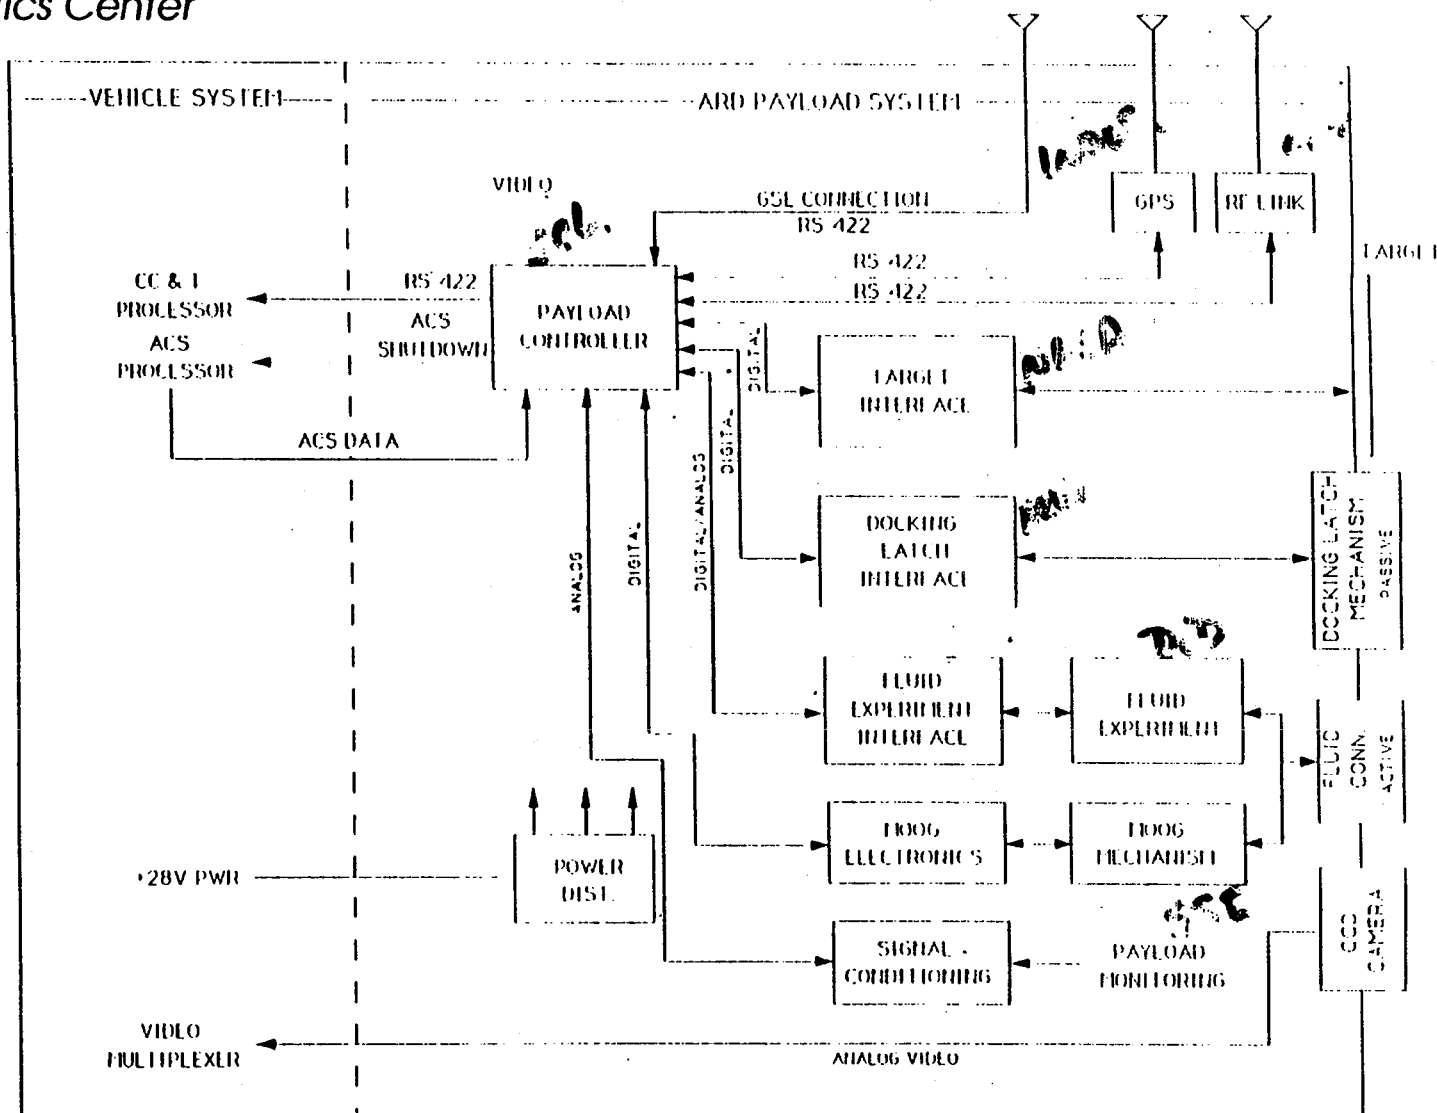 ics Center
VEHICLE SYSTEM
ARD PAYLOAD SYSTEM
VIDEO
GSE CONNECTION
RS 422
GPS
RF LINK
TARGET
RS 422
RS 422
CC & T
PROCESSOR
RS 422
ACS
SHUTDOWN
PAYLOAD
CONTROLLER
ACS
PROCESSOR
DIGITAL
TARGET
INTERFACE
ACS DATA
DIGITAL
DIGITAL/ANALOG
DIGITAL
ANALOG
DOCKING
LATCH
INTERFACE
DOCKING LATCH
MECHANISM
PASSIVE
FLUID
EXPERIMENT
INTERFACE
FLUID
EXPERIMENT
FLUID
CONN.
ACTIVE
MOOG
ELECTRONICS
MOOG
MECHANISM
+28V PWR
POWER
DIST.
SIGNAL
CONDITIONING
PAYLOAD
MONITORING
CCD
CAMERA
VIDEO
MULTIPLEXER
ANALOG VIDEO